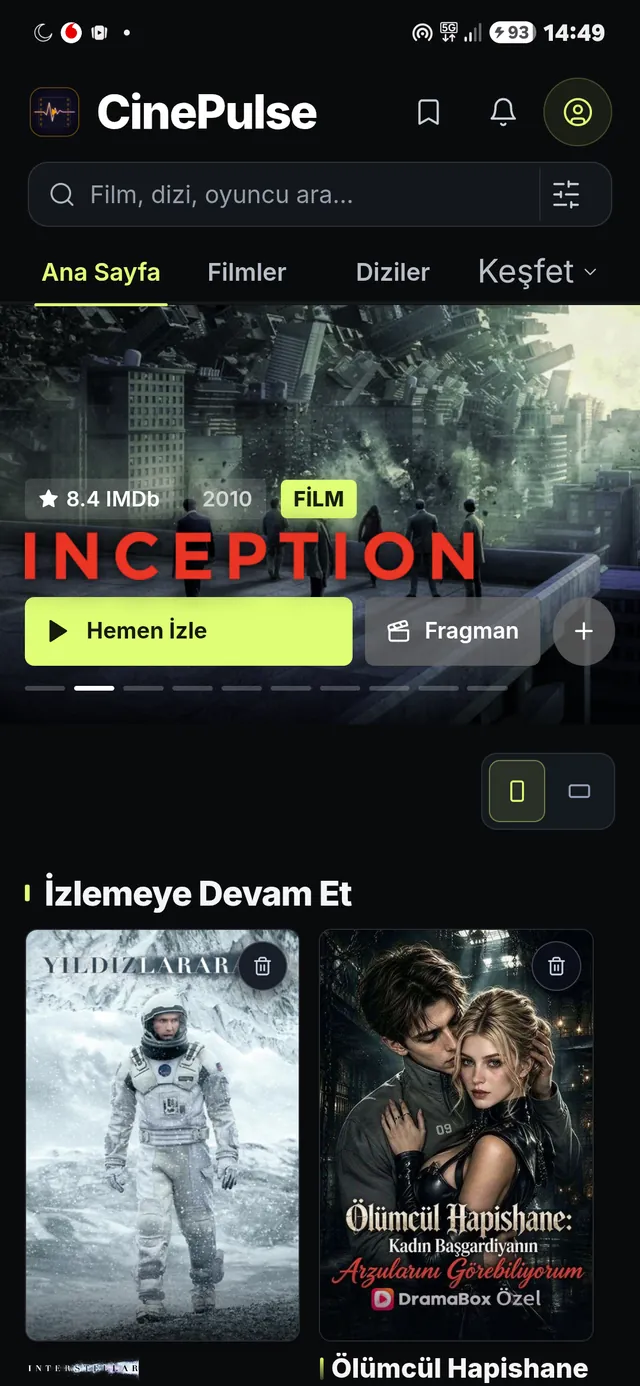 5G 93 14:49
CinePulse
Film, dizi, oyuncu ara...
Ana Sayfa Filmler Diziler Keşfet
8.4 IMDb 2010 FİLM
INCEPTION
Hemen İzle Fragman
İzlemeye Devam Et
YILDIZLARAR
09
Ölümcül Hapishane:
Kadın Başgardiyanın
Arzularını Görebiliyorum
DramaBox Özel
INTERSTELLAR
Ölümcül Hapishane